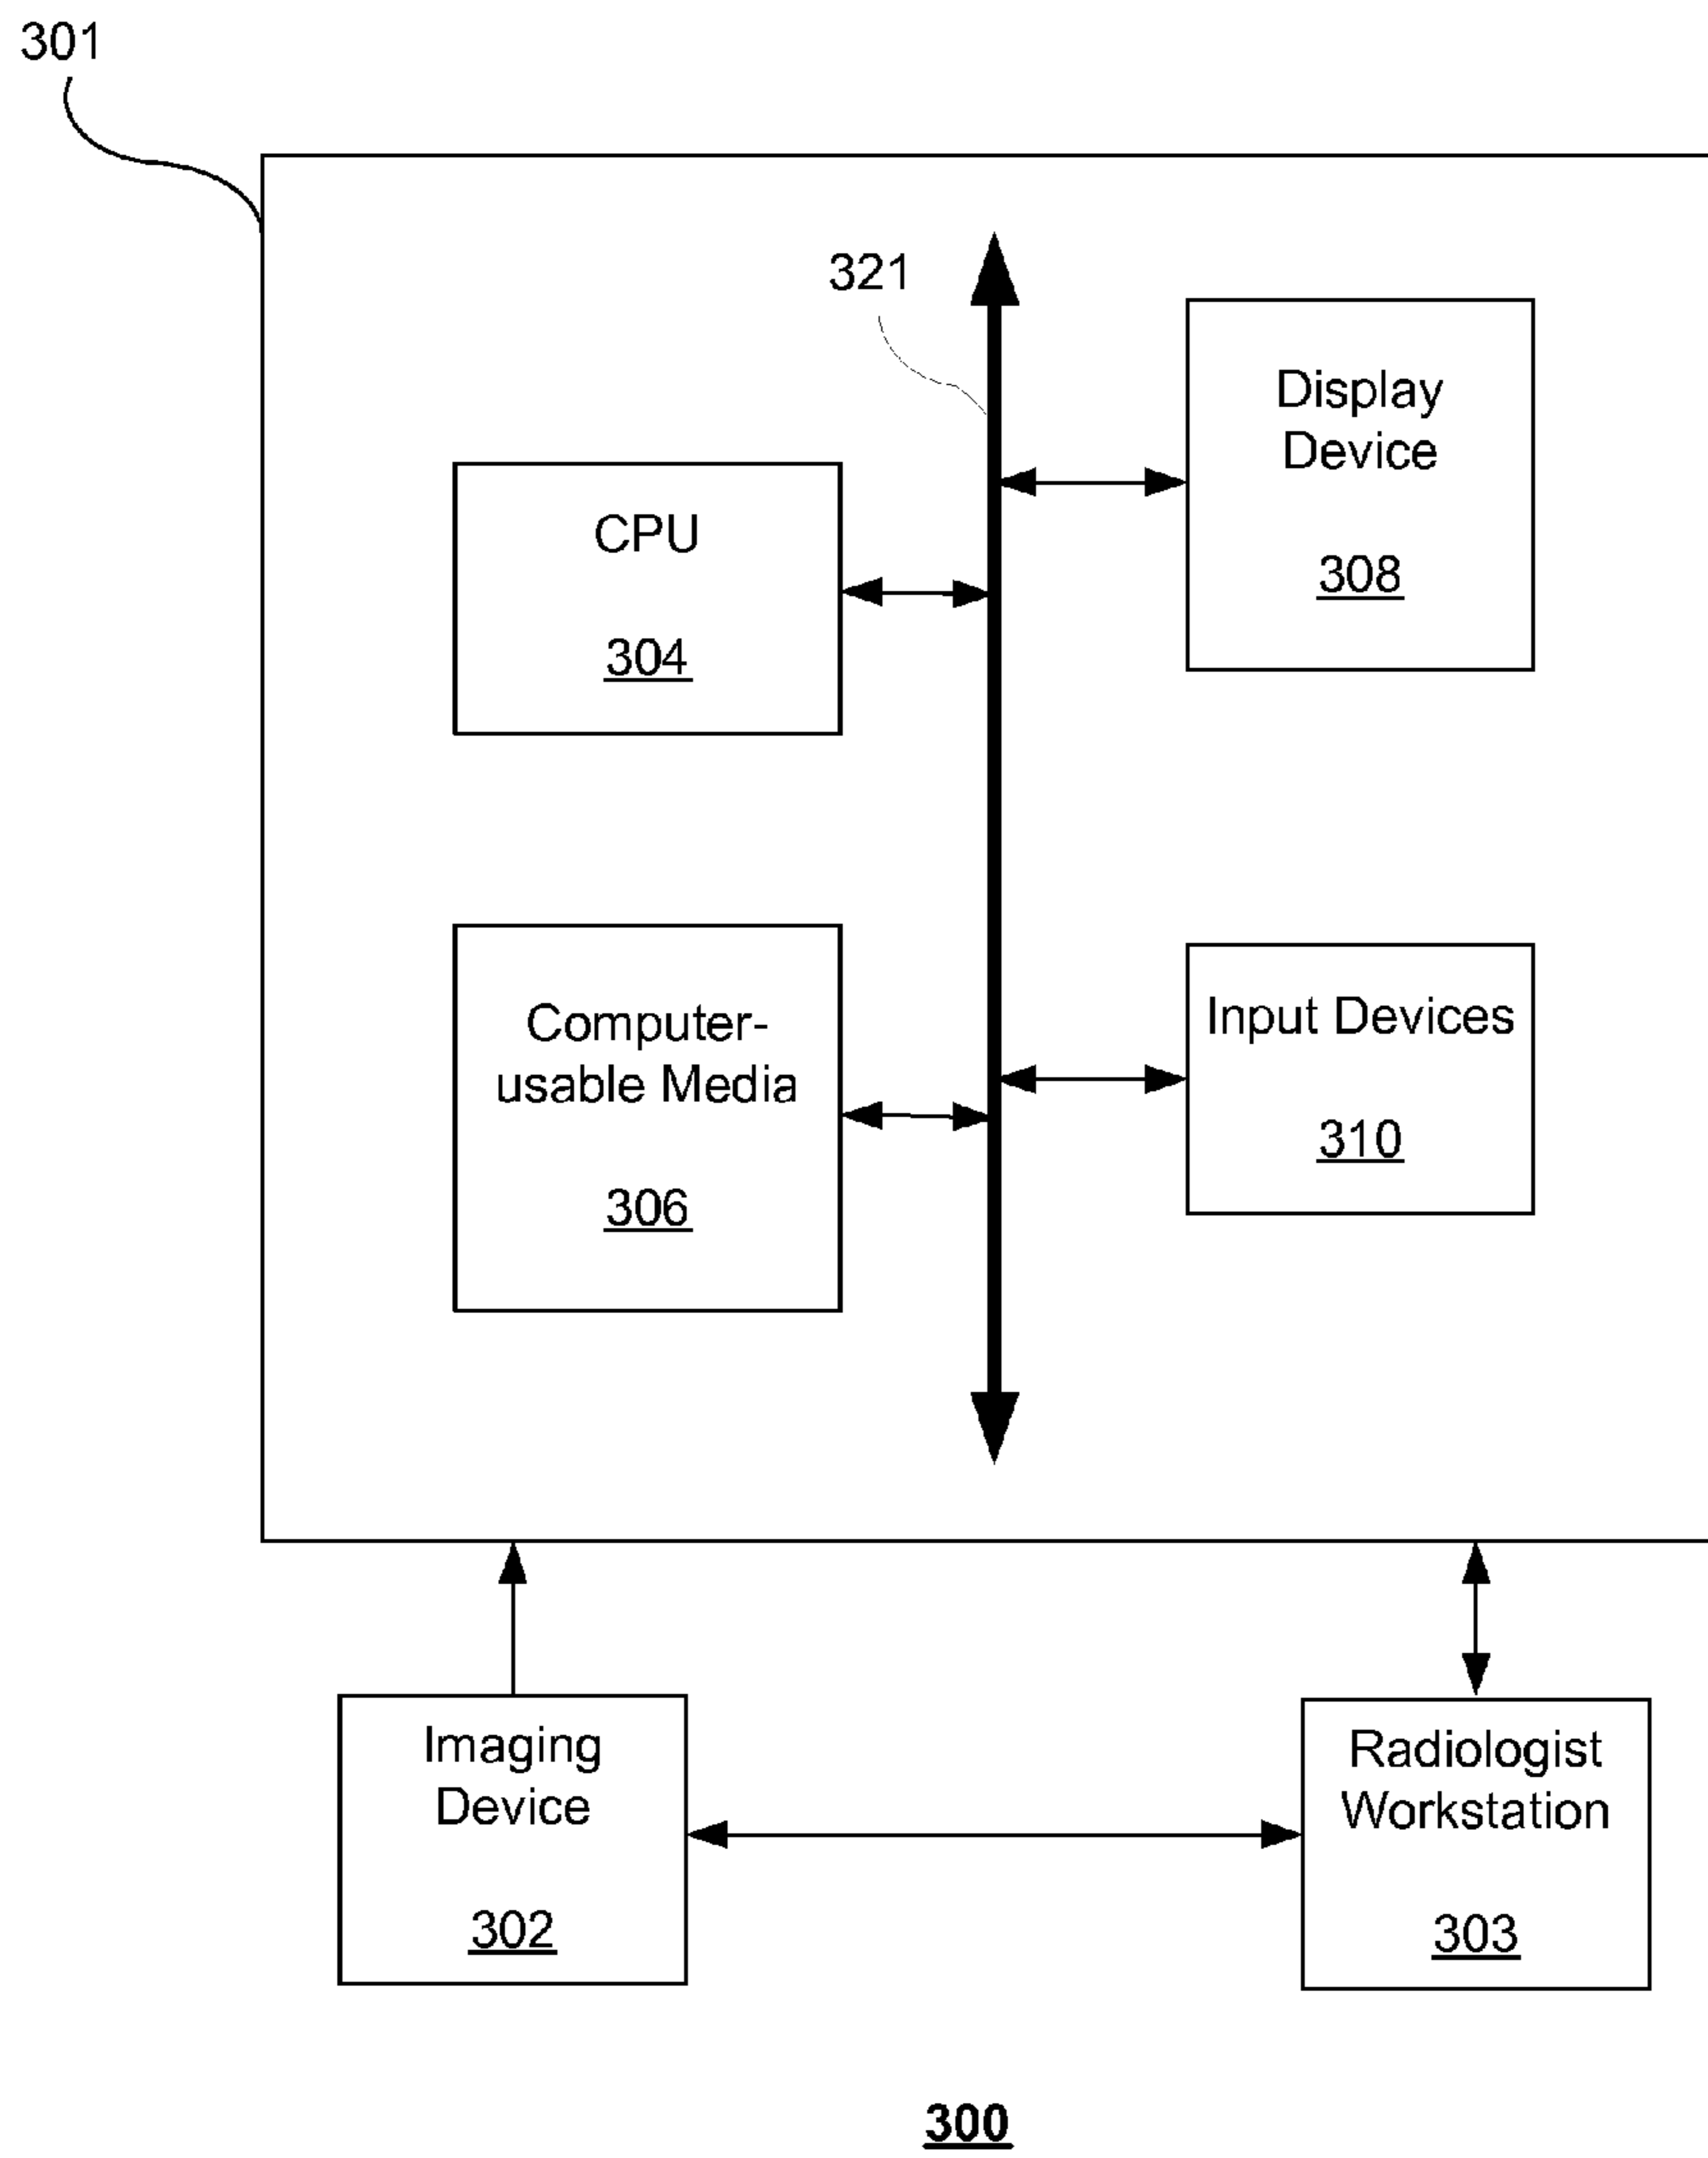 301
321
Display
Device
308
CPU
304
Computer-
usable Media
306
Input Devices
310
Imaging
Device
302
Radiologist
Workstation
303
300